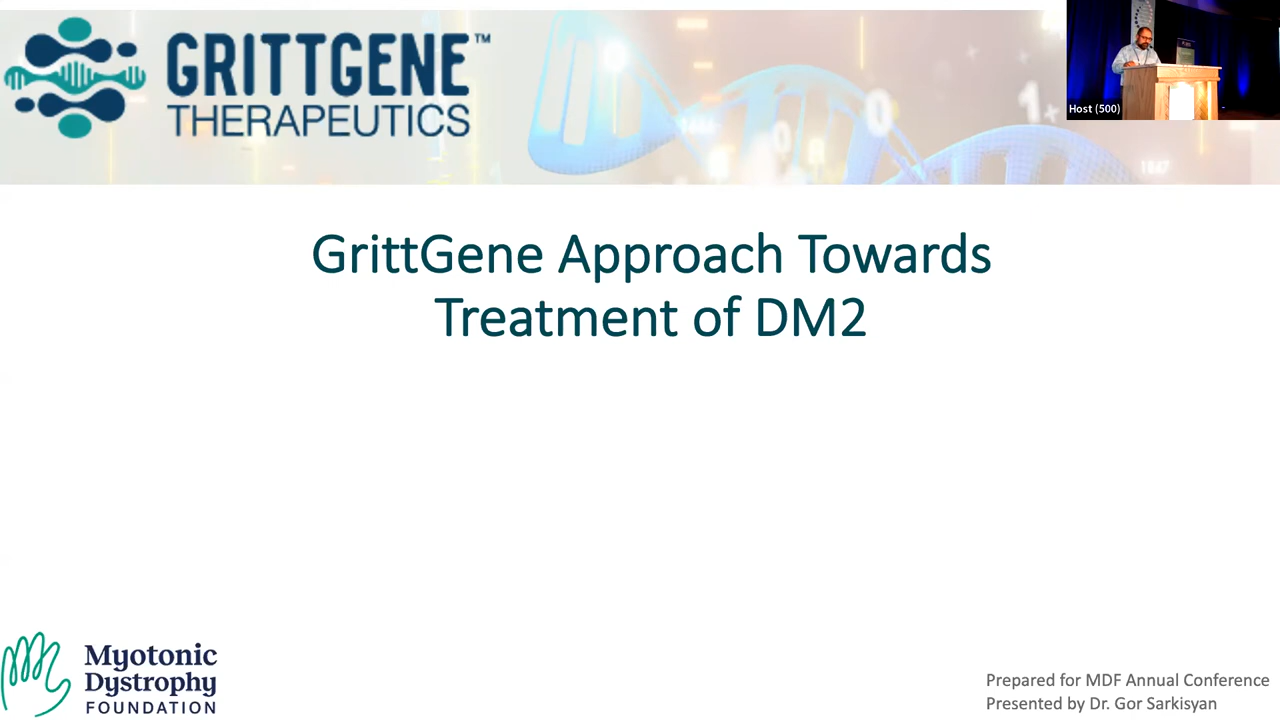 GRITTGENE™
THERAPEUTICS
Host (500)
GrittGene Approach Towards
Treatment of DM2
Myotonic
Dystrophy
FOUNDATION
Prepared for MDF Annual Conference
Presented by Dr. Gor Sarkisyan